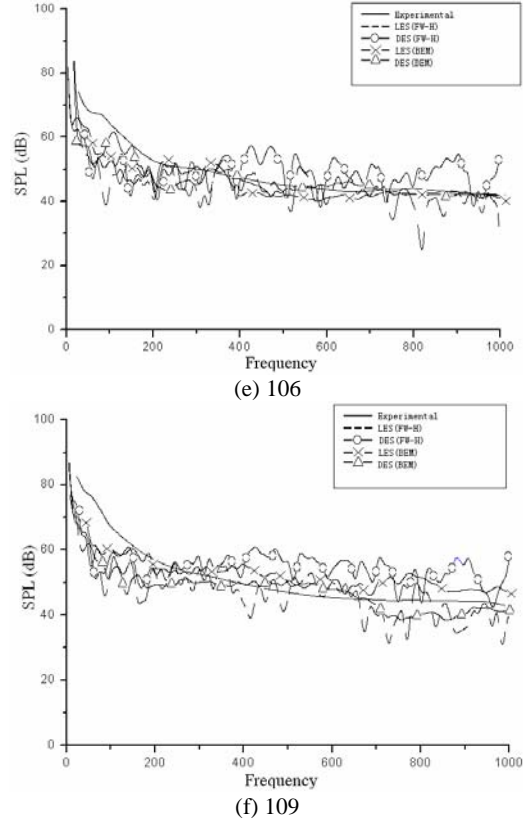 Experimental
LES(FW-H)
DES(FW-H)
LES(BEM)
DES(BEM)
100
80
60
40
20
0
SPL (dB)
0 200 400 600 800 1000
Frequency
(e) 106
Experimental
LES(FW-H)
DES(FW-H)
LES(BEM)
DES(BEM)
100
80
60
40
20
0
SPL (dB)
0 200 400 600 800 1000
Frequency
(f) 109